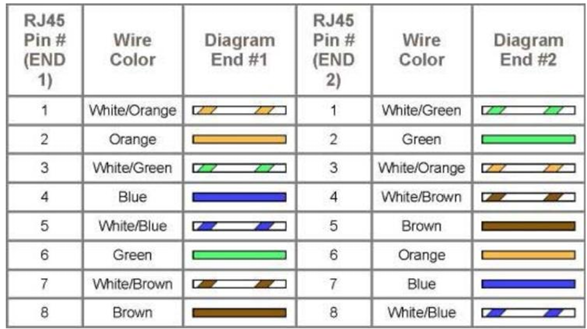 RJ45 Pin # (END 1) Wire Color Diagram End #1 RJ45 Pin # (END 2) Wire Color Diagram End #2
1 White/Orange 1 White/Green
2 Orange 2 Green
3 White/Green 3 White/Orange
4 Blue 4 White/Brown
5 White/Blue 5 Brown
6 Green 6 Orange
7 White/Brown 7 Blue
8 Brown 8 White/Blue